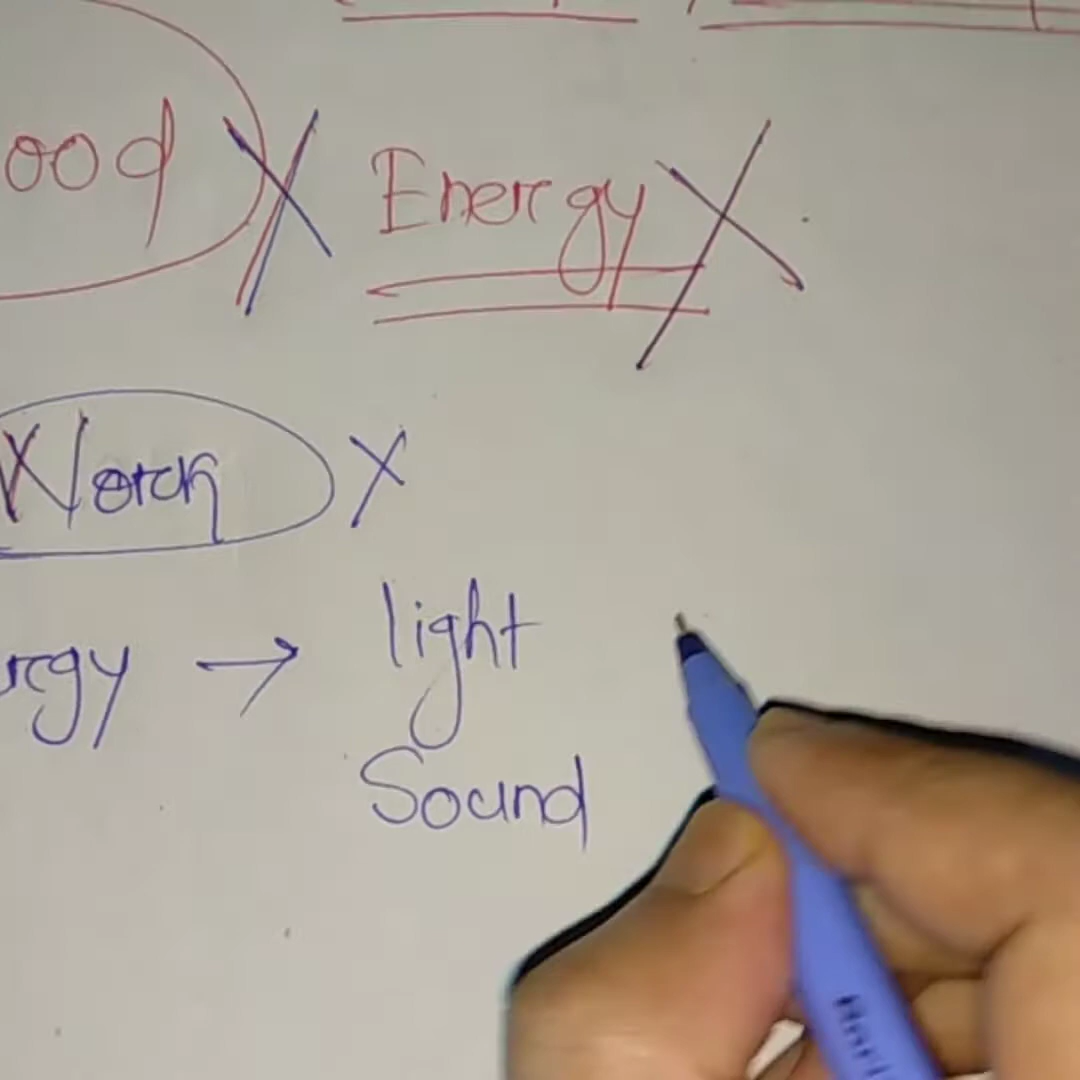 ood X Energy X
Work X
rgy → light
Sound